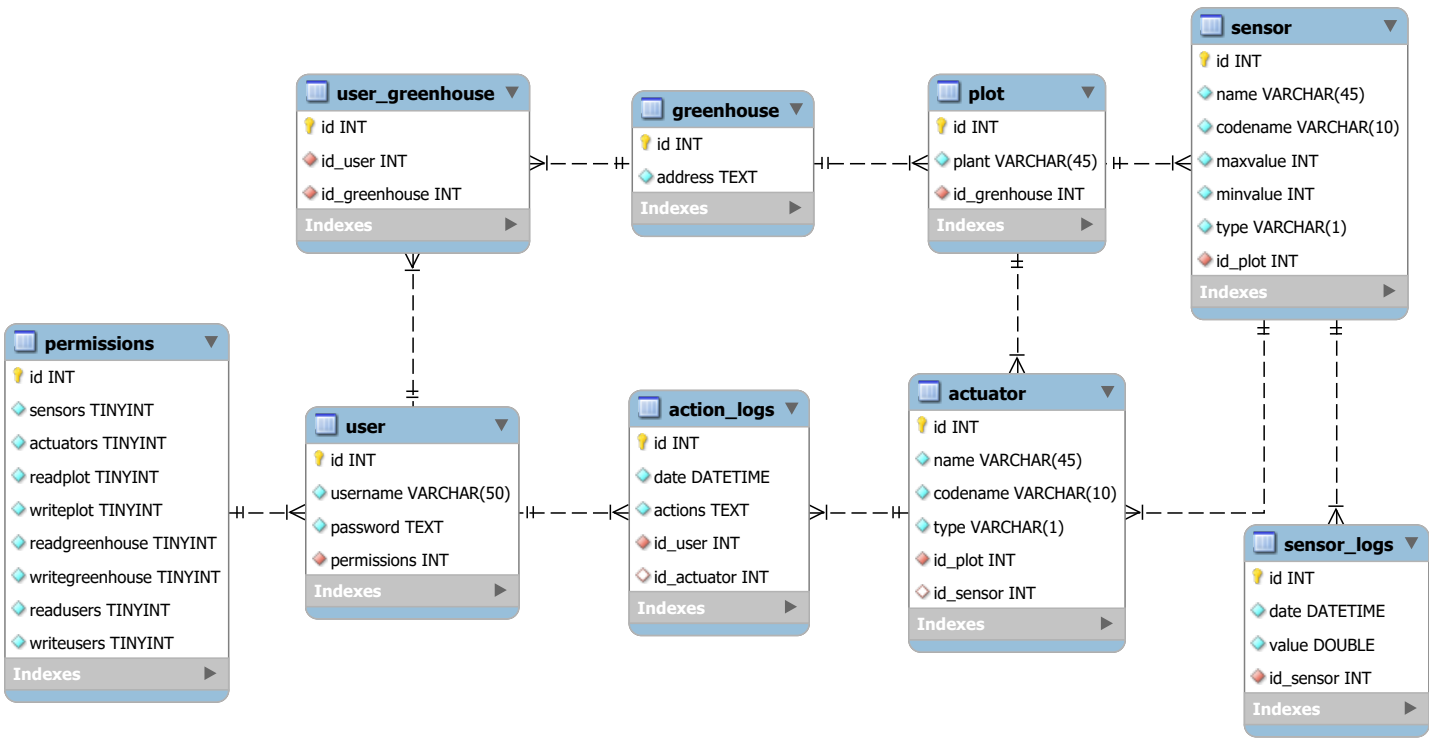 sensor
id INT
name VARCHAR(45)
codename VARCHAR(10)
maxvalue INT
minvalue INT
type VARCHAR(1)
id_plot INT
Indexes
user_greenhouse
id INT
id_user INT
id_greenhouse INT
Indexes
greenhouse
id INT
address TEXT
Indexes
plot
id INT
plant VARCHAR(45)
id_grenhouse INT
Indexes
permissions
id INT
sensors TINYINT
actuators TINYINT
readplot TINYINT
writeplot TINYINT
readgreenhouse TINYINT
writegreenhouse TINYINT
readusers TINYINT
writeusers TINYINT
Indexes
user
id INT
username VARCHAR(50)
password TEXT
permissions INT
Indexes
action_logs
id INT
date DATETIME
actions TEXT
id_user INT
id_actuator INT
Indexes
actuator
id INT
name VARCHAR(45)
codename VARCHAR(10)
type VARCHAR(1)
id_plot INT
id_sensor INT
Indexes
sensor_logs
id INT
date DATETIME
value DOUBLE
id_sensor INT
Indexes